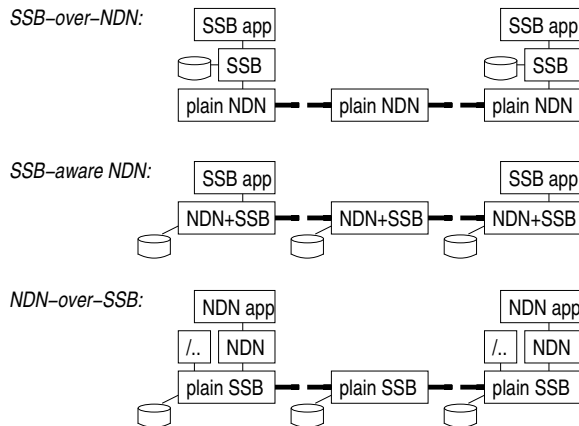 SSB–over–NDN:
SSB app SSB app
SSB SSB
plain NDN plain NDN plain NDN
SSB–aware NDN:
SSB app SSB app
NDN+SSB NDN+SSB NDN+SSB
NDN–over–SSB:
NDN app NDN app
/.. NDN /.. NDN
plain SSB plain SSB plain SSB